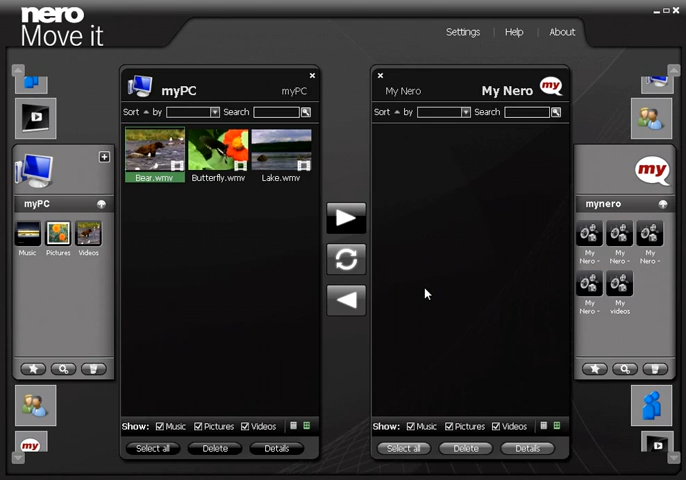 nero
Move it
Settings | Help | About
myPC
myPC
My Nero
My Nero
my
Sort by
Search
Sort by
Search
Bear.wmv
Butterfly.wmv
Lake.wmv
myPC
Music
Pictures
Videos
my
mynero
My Nero -
My Nero -
My Nero -
My Nero -
My videos
Show: Music Pictures Videos
Show: Music Pictures Videos
Select all
Delete
Details
Select all
Delete
Details
my